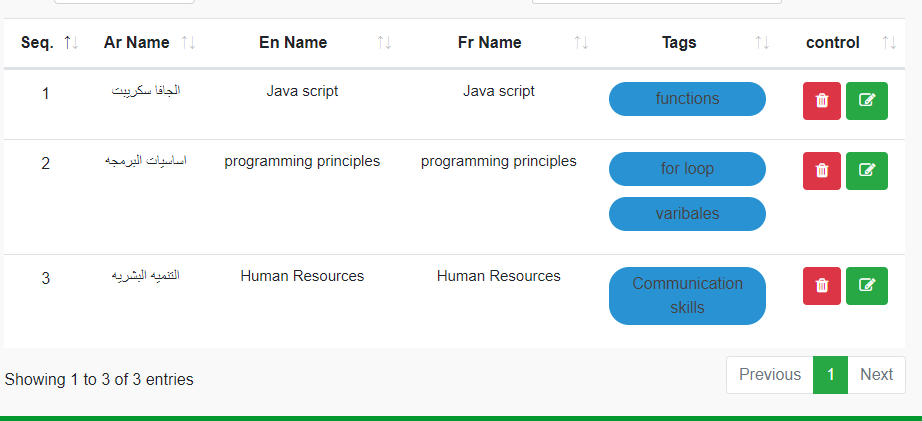 Seq. Ar Name En Name Fr Name Tags control
1 الجافا سكريبت Java script Java script functions
2 اساسيات البرمجه programming principles programming principles for loop
varibales
3 التنميه البشريه Human Resources Human Resources Communication
skills
Showing 1 to 3 of 3 entries Previous 1 Next